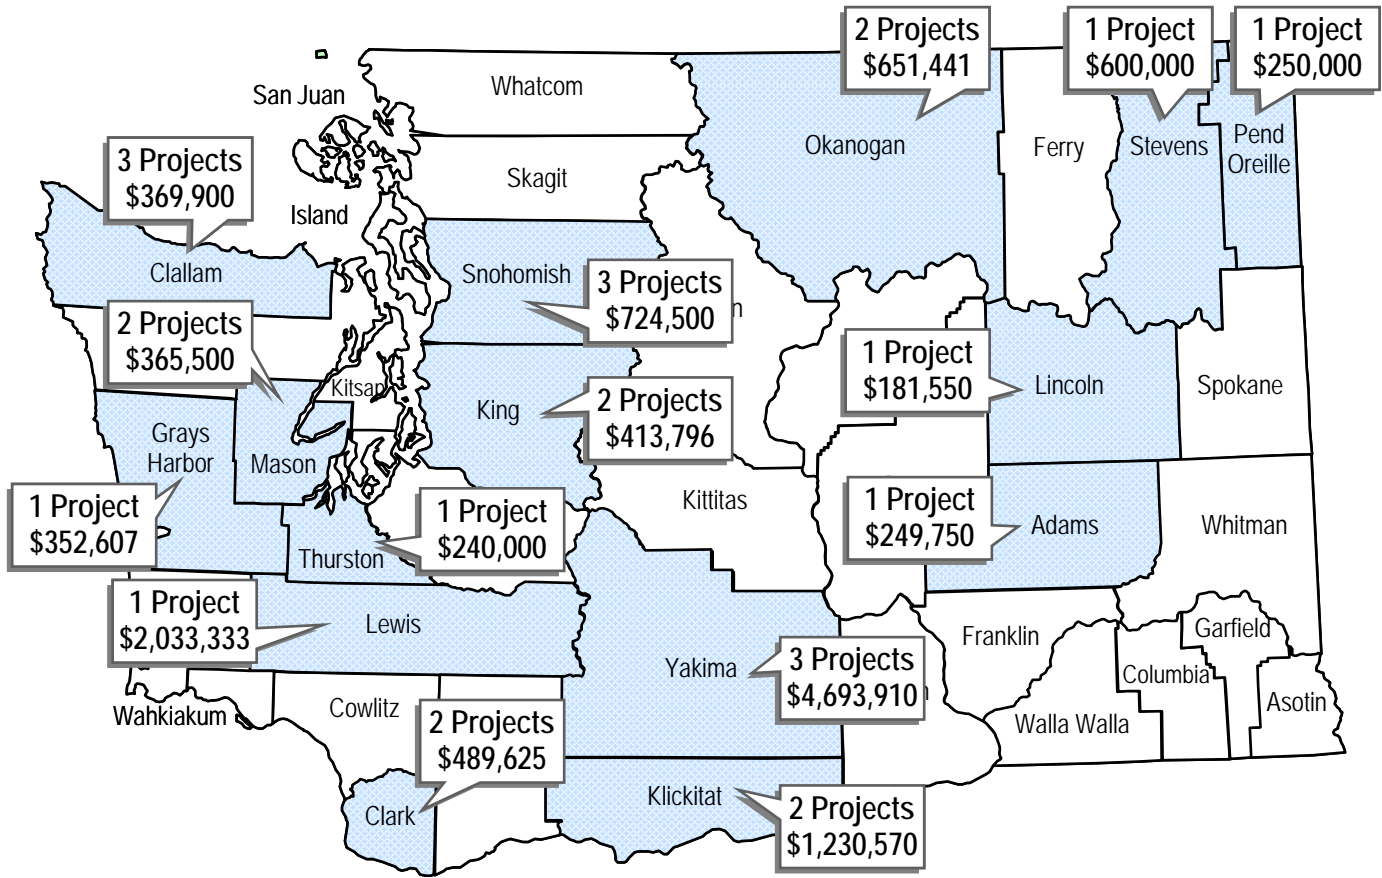 2 Projects
$651,441
1 Project
$600,000
1 Project
$250,000
Whatcom
San Juan
Okanogan
Ferry
Stevens
Pend
Oreille
3 Projects
$369,900
Skagit
Island
Clallam
Snohomish
3 Projects
$724,500
n
2 Projects
$365,500
1 Project
$181,550
Lincoln
Spokane
Kitsap
King
2 Projects
$413,796
Grays
Harbor
Mason
1 Project
$352,607
Thurston
1 Project
$240,000
Kittitas
1 Project
$249,750
Adams
Whitman
1 Project
$2,033,333
Lewis
Yakima
3 Projects
$4,693,910
n
Franklin
Garfield
Columbia
Walla Walla
Asotin
Wahkiakum
Cowlitz
2 Projects
$489,625
Clark
Klickitat
2 Projects
$1,230,570